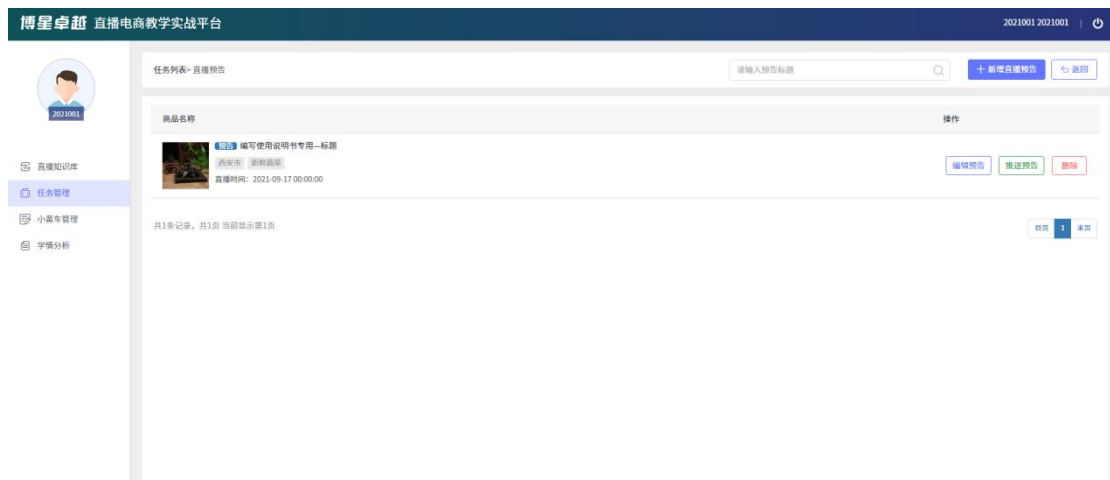 博星卓越 直播电商教学实战平台
2021001 2021001
2021001
直播知识库
任务管理
小黄车管理
学情分析
任务列表> 直播预告
请输入预告标题
新增直播预告
返回
商品名称
操作
预告 编写使用说明书专用—标题
西安市 新鲜蔬菜
直播时间：2021-09-17 00:00:00
编辑预告 推送预告 删除
共1条记录，共1页 当前显示第1页
首页 1 末页